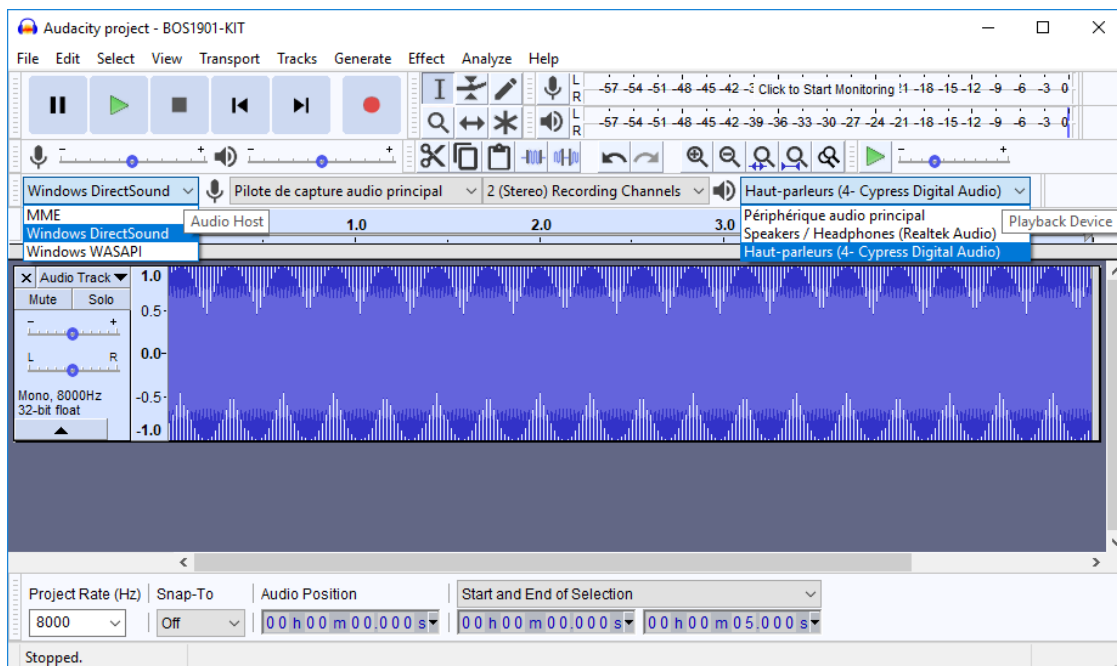 Audacity project - BOS1901-KIT
File Edit Select View Transport Tracks Generate Effect Analyze Help
L
R
-57 -54 -51 -48 -45 -42 -3 Click to Start Monitoring !1 -18 -15 -12 -9 -6 -3 0
L
R
-57 -54 -51 -48 -45 -42 -39 -36 -33 -30 -27 -24 -21 -18 -15 -12 -9 -6 -3 0
- + - + - +
Windows DirectSound Pilote de capture audio principal 2 (Stereo) Recording Channels Haut-parleurs (4- Cypress Digital Audio)
MME
Windows DirectSound
Windows WASAPI
Audio Host
1.0 2.0 3.0
Périphérique audio principal
Speakers / Headphones (Realtek Audio)
Haut-parleurs (4- Cypress Digital Audio)
Playback Device
X Audio Track
Mute Solo
- +
L R
Mono, 8000Hz
32-bit float
1.0
0.5-
0.0-
-0.5-
-1.0
Project Rate (Hz) Snap-To Audio Position Start and End of Selection
8000 Off 00 h 00 m 00.000 s 00 h 00 m 00.000 s 00 h 00 m 05.000 s
Stopped.